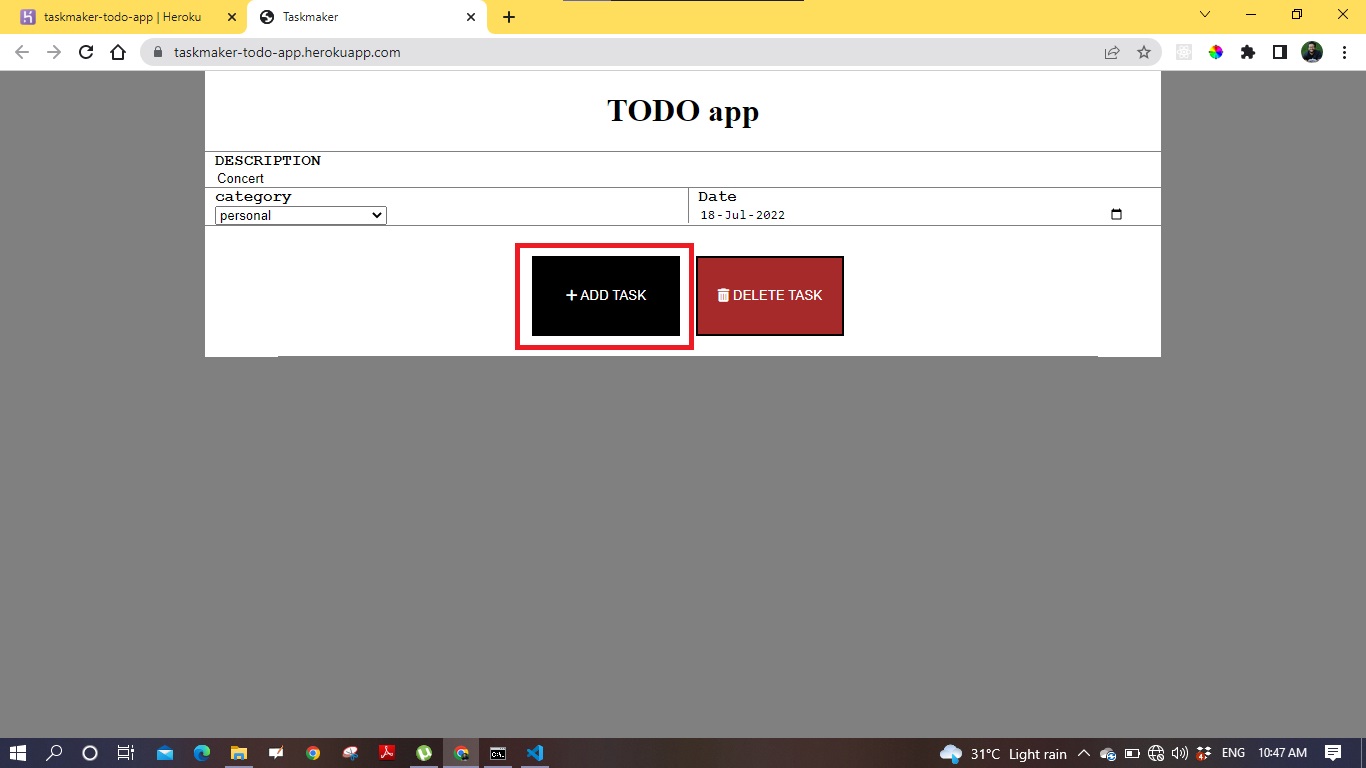 taskmaker-todo-app | Heroku
Taskmaker
taskmaker-todo-app.herokuapp.com
TODO app
DESCRIPTION
Concert
category
Date
personal
18-Jul-2022
ADD TASK
DELETE TASK
31°C Light rain
ENG
10:47 AM